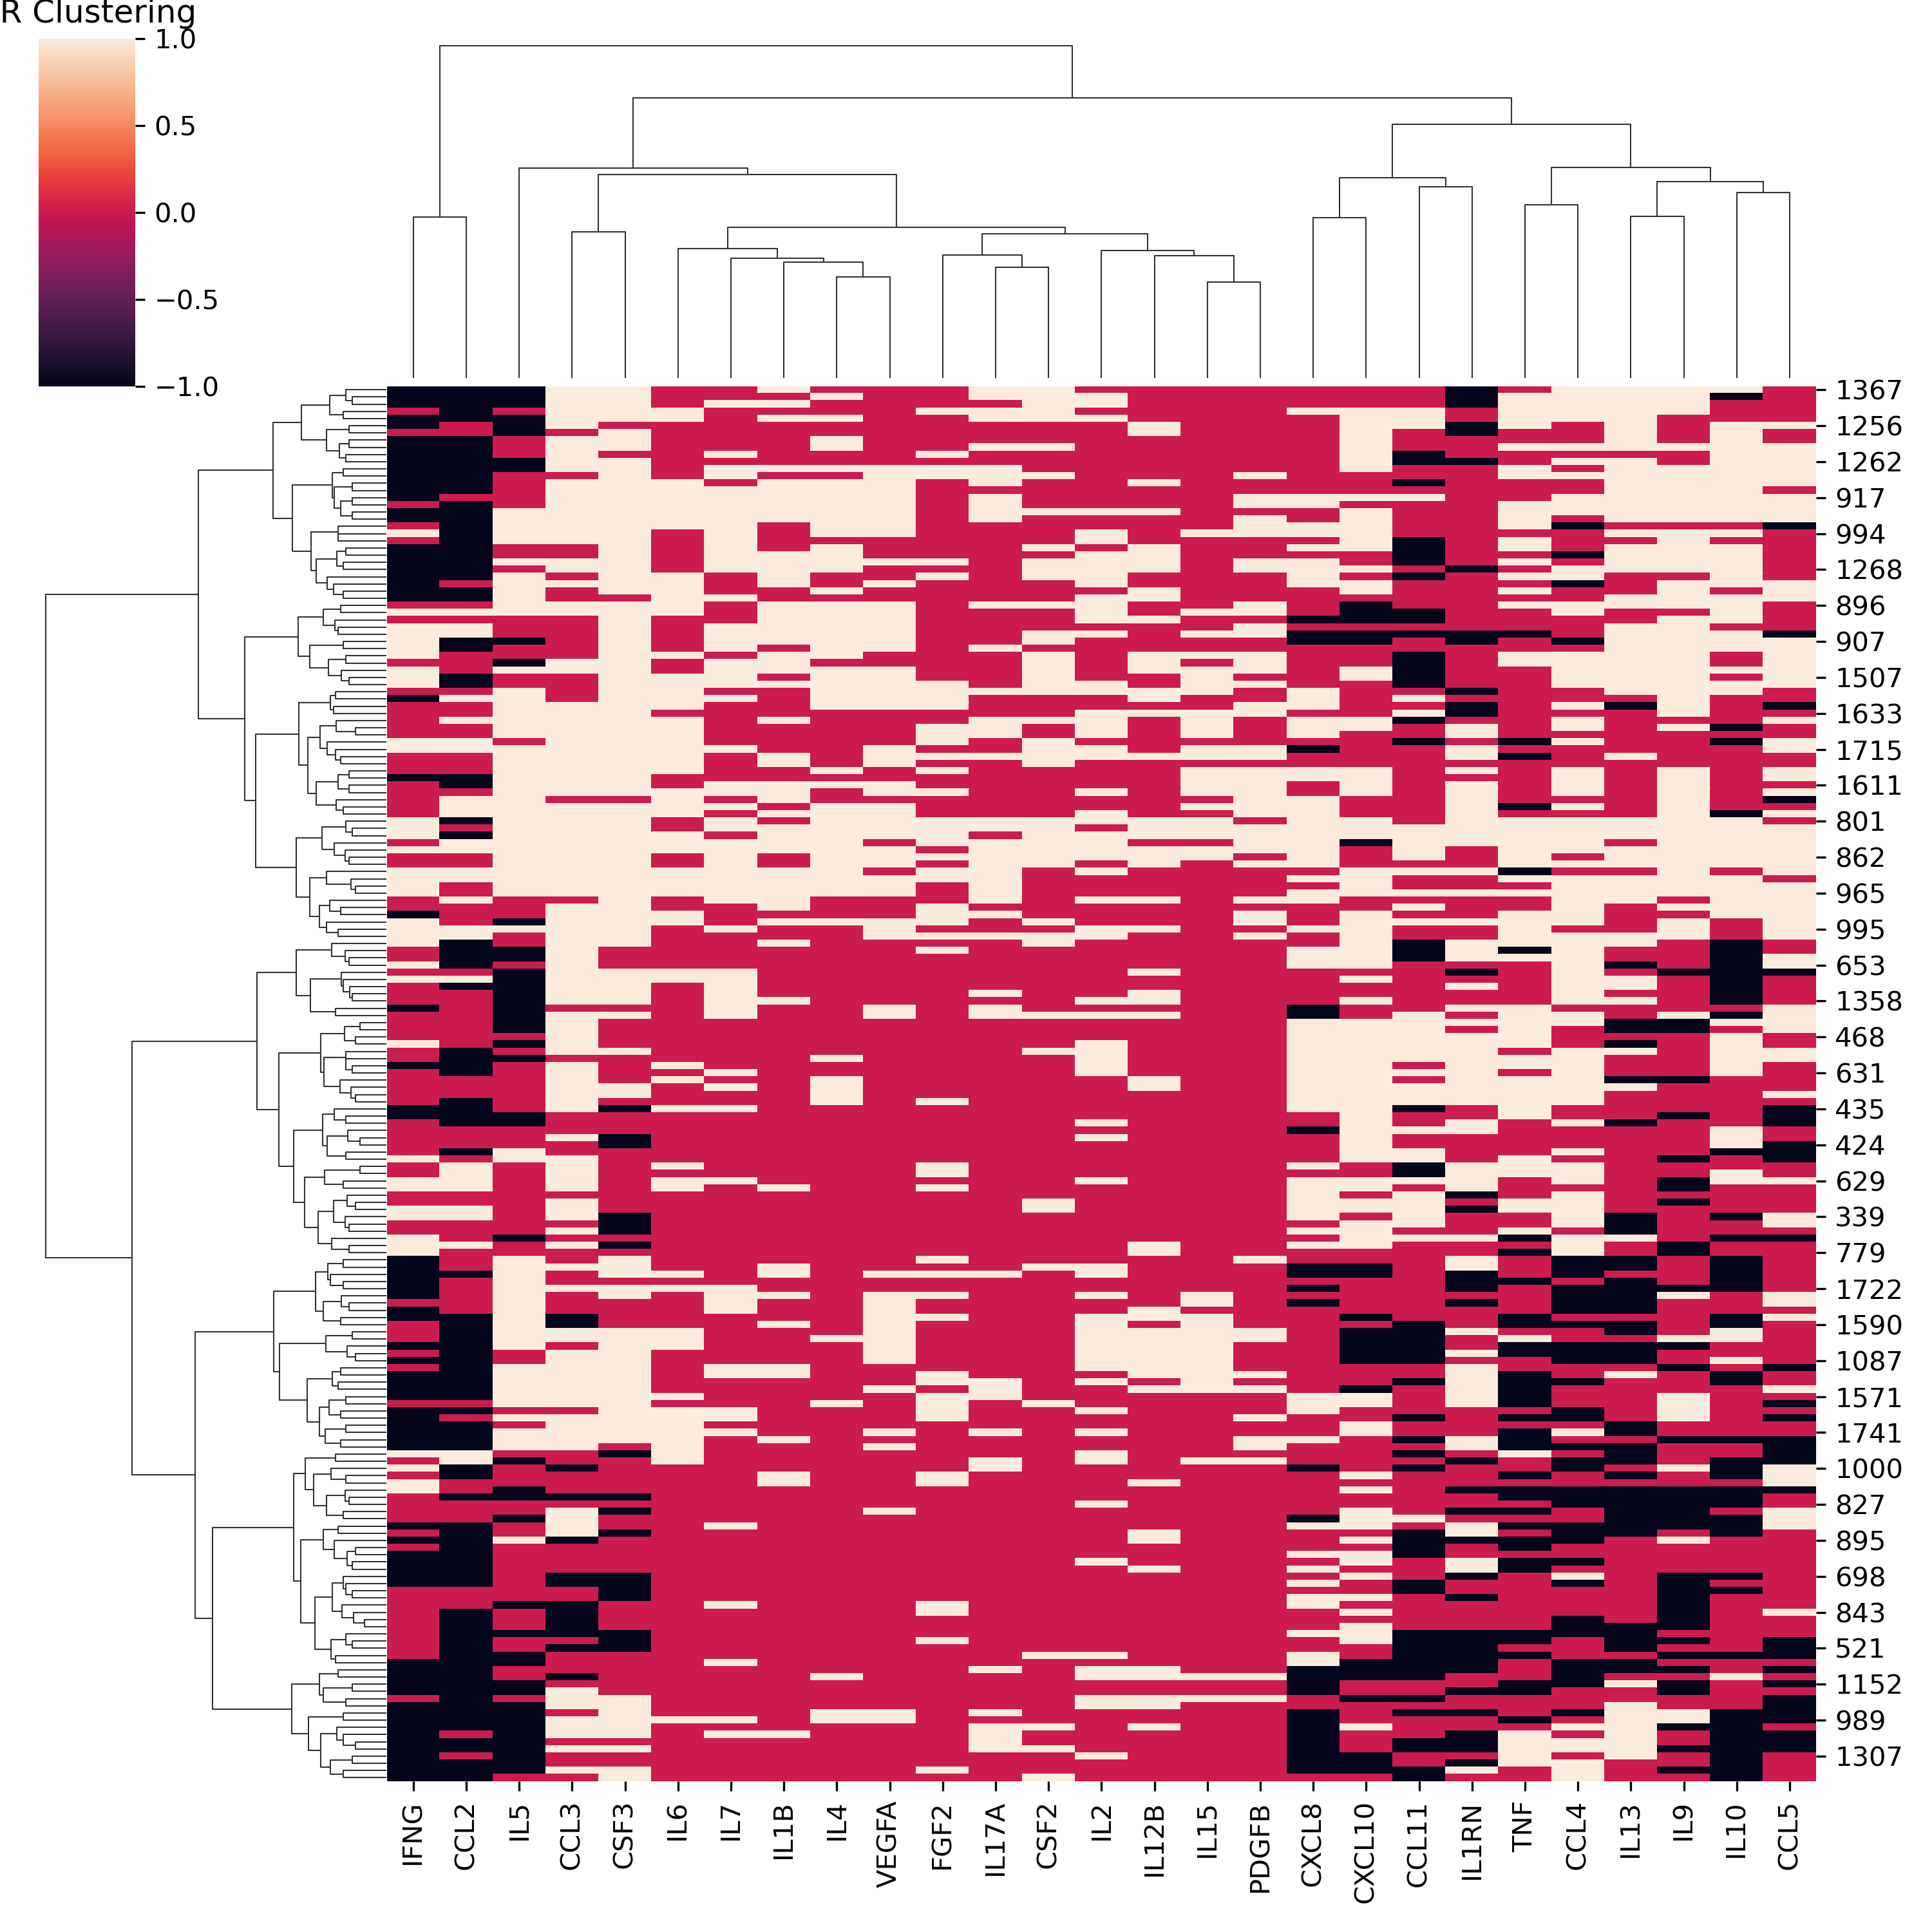 R Clustering
1.0
0.5
0.0
−0.5
−1.0
1367
1256
1262
917
994
1268
896
907
1507
1633
1715
1611
801
862
965
995
653
1358
468
631
435
424
629
339
779
1722
1590
1087
1571
1741
1000
827
895
698
843
521
1152
989
1307
IFNG
CCL2
IL5
CCL3
CSF3
IL6
IL7
IL1B
IL4
VEGFA
FGF2
IL17A
CSF2
IL2
IL12B
IL15
PDGFB
CXCL8
CXCL10
CCL11
IL1RN
TNF
CCL4
IL13
IL9
IL10
CCL5